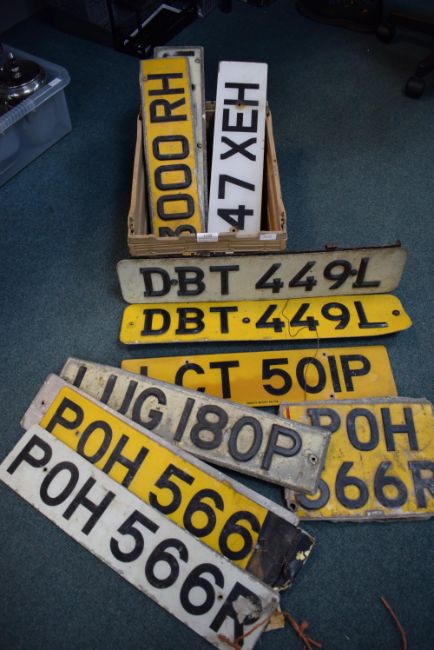 3000 RH
47 XEH
DBT 449L
DBT 449L
LCT 501P
LUG 180P
POH
566R
POH 566
POH 566R